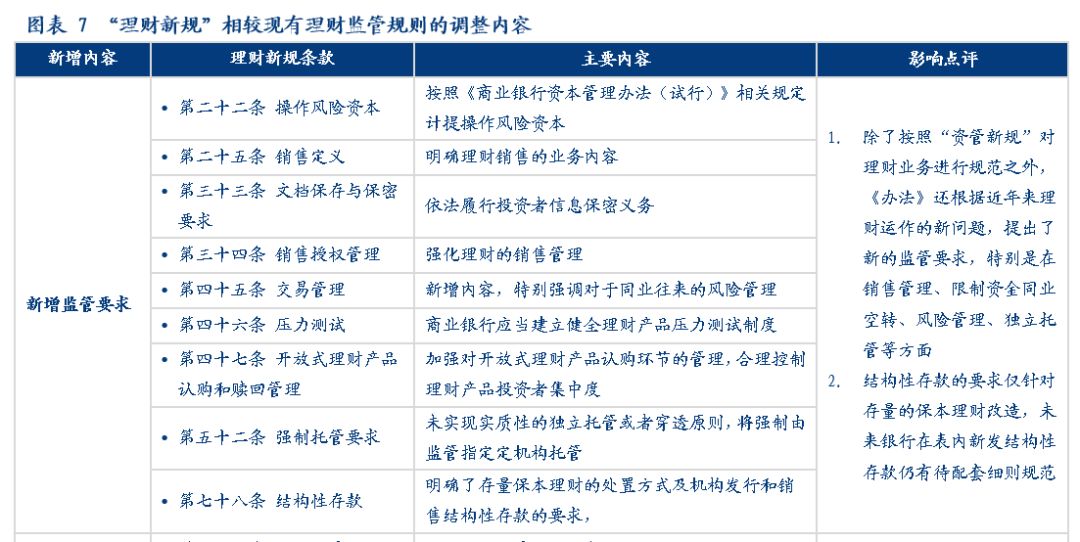 图表 7 “理财新规”相较现有理财监管规则的调整内容
新增内容
理财新规条款
主要内容
影响点评
新增监管要求
• 第二十二条 操作风险资本
按照《商业银行资本管理办法（试行）》相关规定
计提操作风险资本
• 第二十五条 销售定义
明确理财销售的业务内容
• 第三十三条 文档保存与保密
要求
依法履行投资者信息保密义务
• 第三十四条 销售授权管理
强化理财的销售管理
• 第四十五条 交易管理
新增内容，特别强调对于同业往来的风险管理
• 第四十六条 压力测试
商业银行应当建立健全理财产品压力测试制度
• 第四十七条 开放式理财产品
认购和赎回管理
加强对开放式理财产品认购环节的管理，合理控制
理财产品投资者集中度
• 第五十二条 强制托管要求
未实现实质性的独立托管或者穿透原则，将强制由
监管指定定机构托管
• 第七十八条 结构性存款
明确了存量保本理财的处置方式及机构发行和销
售结构性存款的要求，
1. 除了按照“资管新规”对
理财业务进行规范之外，
《办法》还根据近年来理
财运作的新问题，提出了
新的监管要求，特别是在
销售管理、限制资金同业
空转、风险管理、独立托
管等方面
2. 结构性存款的要求仅针对
存量的保本理财改造，未
来银行在表内新发结构性
存款仍有待配套细则规范